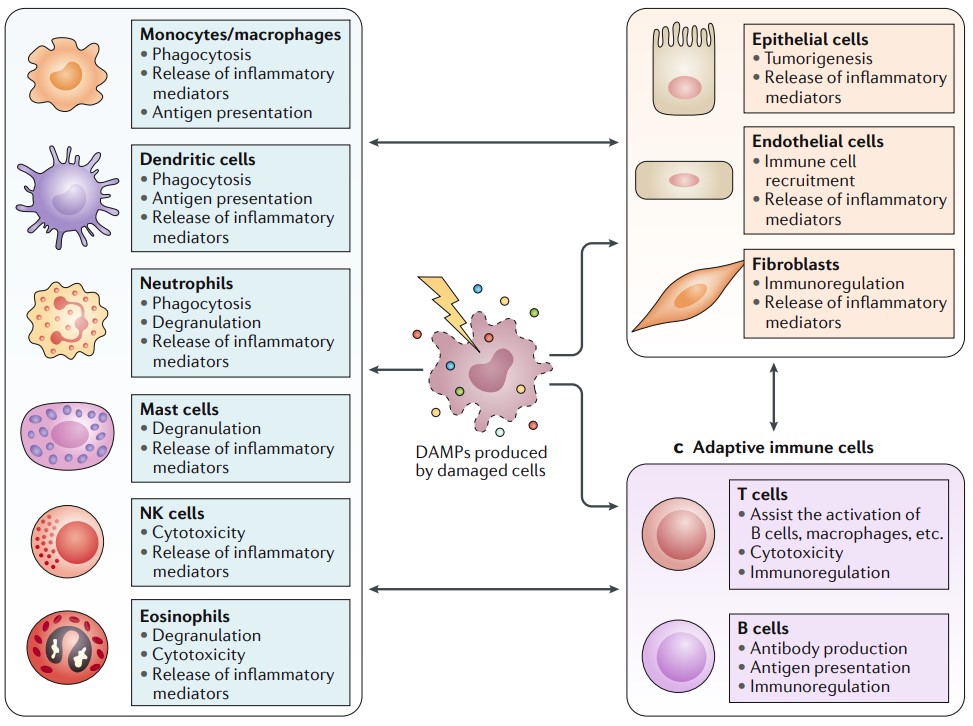 Monocytes/macrophages
• Phagocytosis
• Release of inflammatory
mediators
• Antigen presentation
Dendritic cells
• Phagocytosis
• Antigen presentation
• Release of inflammatory
mediators
Neutrophils
• Phagocytosis
• Degranulation
• Release of inflammatory
mediators
Mast cells
• Degranulation
• Release of inflammatory
mediators
NK cells
• Cytotoxicity
• Release of inflammatory
mediators
Eosinophils
• Degranulation
• Cytotoxicity
• Release of inflammatory
mediators
DAMPs produced
by damaged cells
Epithelial cells
• Tumorigenesis
• Release of inflammatory
mediators
Endothelial cells
• Immune cell
recruitment
• Release of inflammatory
mediators
Fibroblasts
• Immunoregulation
• Release of inflammatory
mediators
c Adaptive immune cells
T cells
• Assist the activation of
B cells, macrophages, etc.
• Cytotoxicity
• Immunoregulation
B cells
• Antibody production
• Antigen presentation
• Immunoregulation